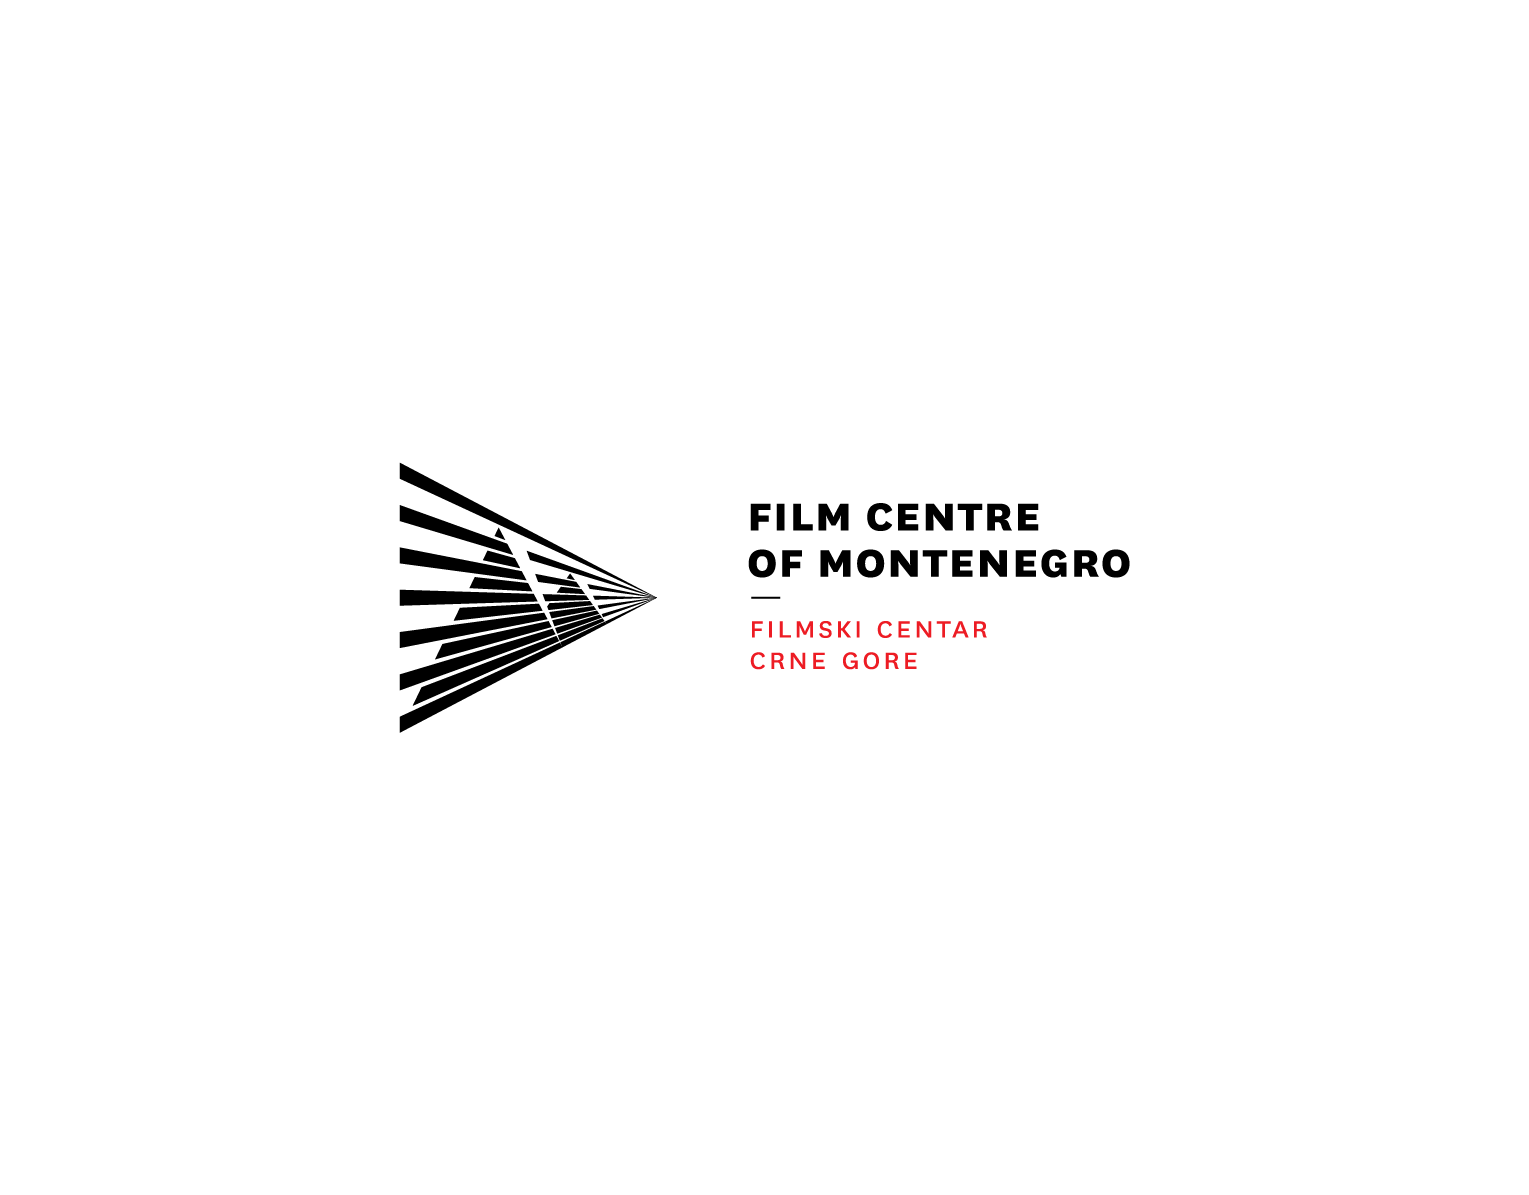 FILM CENTRE
OF MONTENEGRO
FILMSKI CENTAR
CRNE GORE